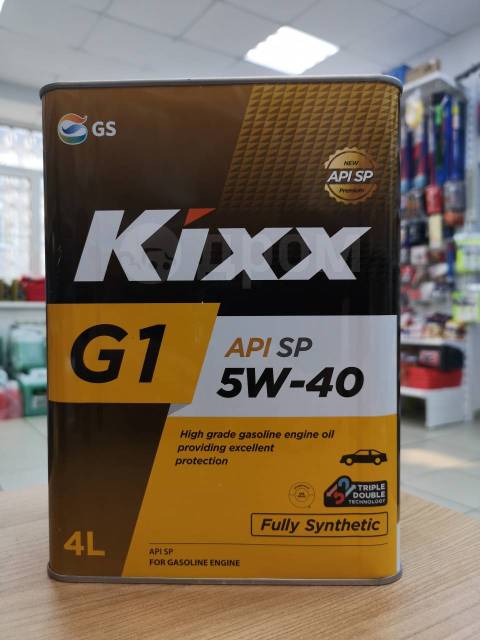 GS
NEW
API SP
Premium
Kixx
G1
API SP
5W-40
High grade gasoline engine oil
providing excellent
protection
TRIPLE
DOUBLE
TECHNOLOGY
Fully Synthetic
4L
API SP
FOR GASOLINE ENGINE